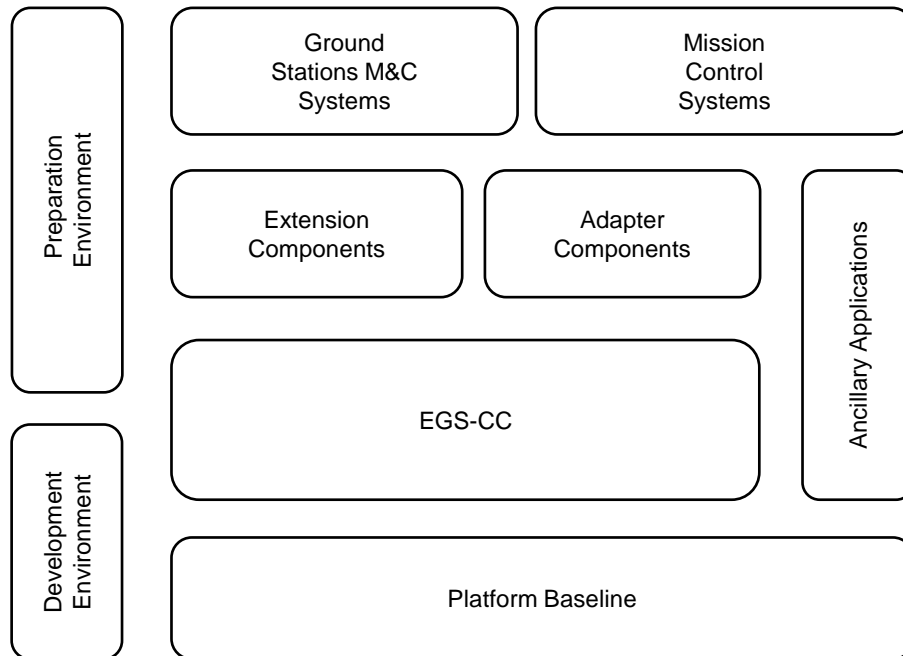 Preparation
Environment
Ground
Stations M&C
Systems
Mission
Control
Systems
Extension
Components
Adapter
Components
Ancillary Applications
EGS-CC
Development
Environment
Platform Baseline